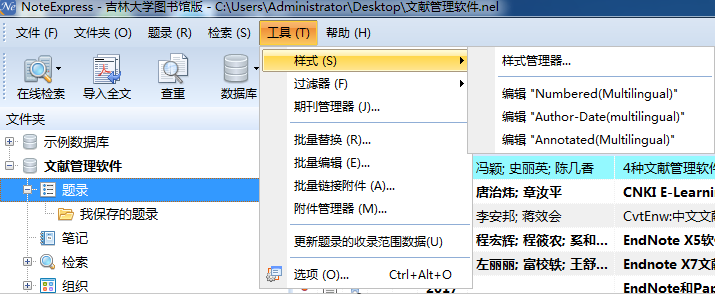 NoteExpress - 吉林大学图书馆版 - C:\Users\Administrator\Desktop\文献管理软件.nel
文件 (F) 文件夹 (O) 题录 (R) 检索 (S) 工具 (T) 帮助 (H)
在线检索 导入全文 查重 数据库
文件夹
示例数据库
文献管理软件
题录
我保存的题录
笔记
检索
组织
样式 (S)
过滤器 (F)
期刊管理器 (J)...
批量替换 (R)...
批量编辑 (E)...
批量链接附件 (A)...
附件管理器 (M)...
更新题录的收录范围数据(U)
选项 (O)... Ctrl+Alt+O
样式管理器...
编辑 "Numbered(Multilingual)"
编辑 "Author-Date(multilingual)"
编辑 "Annotated(Multilingual)"
冯颖; 史丽英; 陈几香 4种文献管理软件
唐治炜; 章汝平 CNKI E-Learni
李安邦; 蒋效会 CvtEnw:中文文
程宏辉; 程筱农; 奚和... EndNote X5软
左丽丽; 富校轶; 王舒... Endnote X7文献
2017 EndNote和Pap